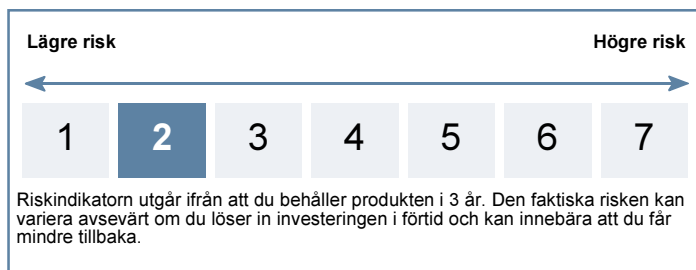 Lägre risk Högre risk
1 2 3 4 5 6 7
Riskindikatorn utgår ifrån att du behåller produkten i 3 år. Den faktiska risken kan
variera avsevärt om du löser in investeringen i förtid och kan innebära att du får
mindre tillbaka.